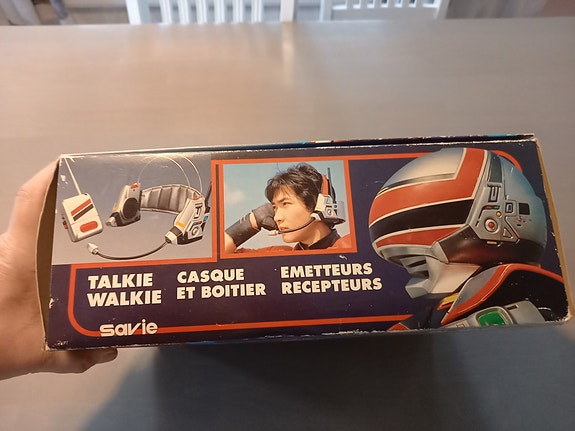 TALKIE
WALKIE
CASQUE
ET BOITIER
EMETTEURS
RECEPTEURS
savie